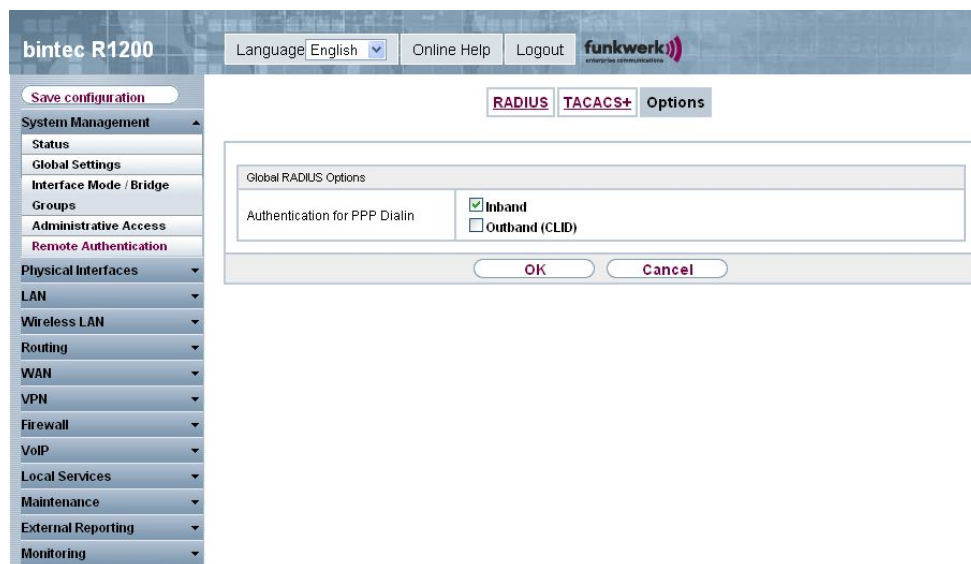 bintec R1200
Language English
Online Help
Logout
funkwerk
enterprise communications
Save configuration
System Management
Status
Global Settings
Interface Mode / Bridge
Groups
Administrative Access
Remote Authentication
Physical Interfaces
LAN
Wireless LAN
Routing
WAN
VPN
Firewall
VoIP
Local Services
Maintenance
External Reporting
Monitoring
RADIUS
TACACS+
Options
Global RADIUS Options
Authentication for PPP Dialin
Inband
Outband (CLID)
OK
Cancel